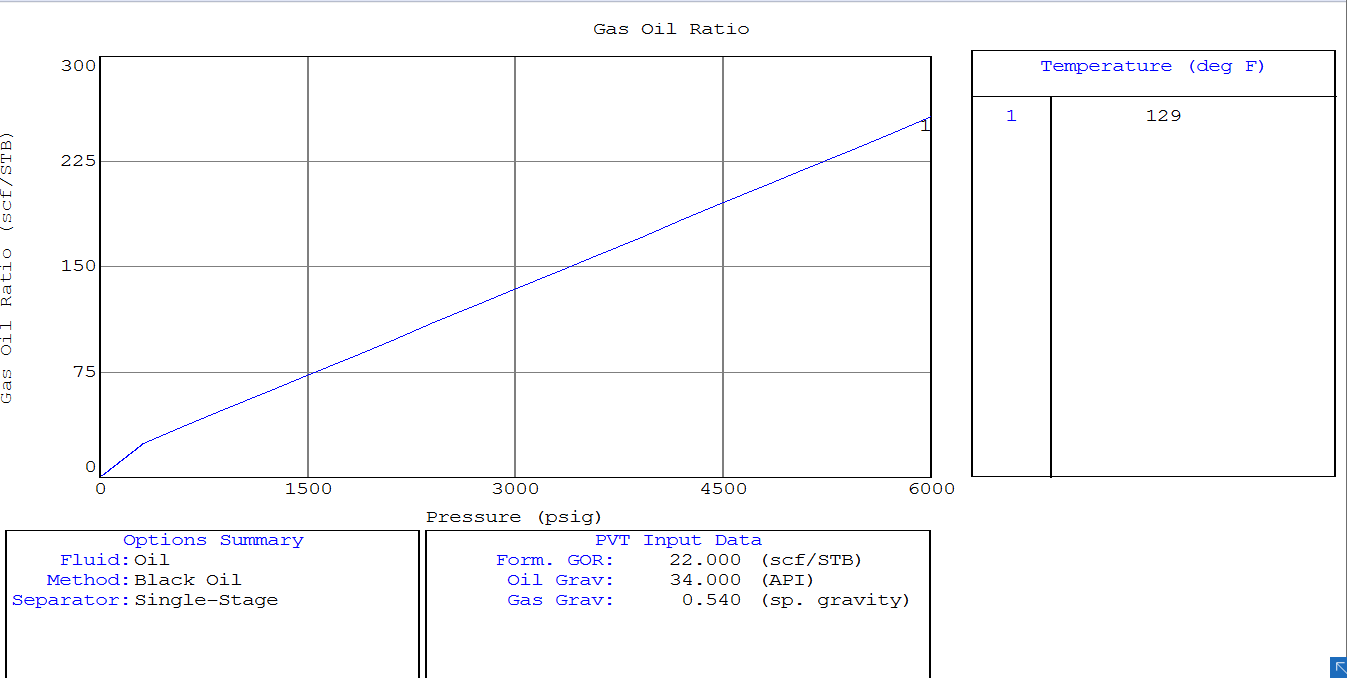 Gas Oil Ratio
300
225
150
75
0
Gas Oil Ratio (scf/STB)
1
0 1500 3000 4500 6000
Pressure (psig)
Temperature (deg F)
1 129
Options Summary
Fluid: Oil
Method: Black Oil
Separator: Single-Stage
PVT Input Data
Form. GOR: 22.000 (scf/STB)
Oil Grav: 34.000 (API)
Gas Grav: 0.540 (sp. gravity)